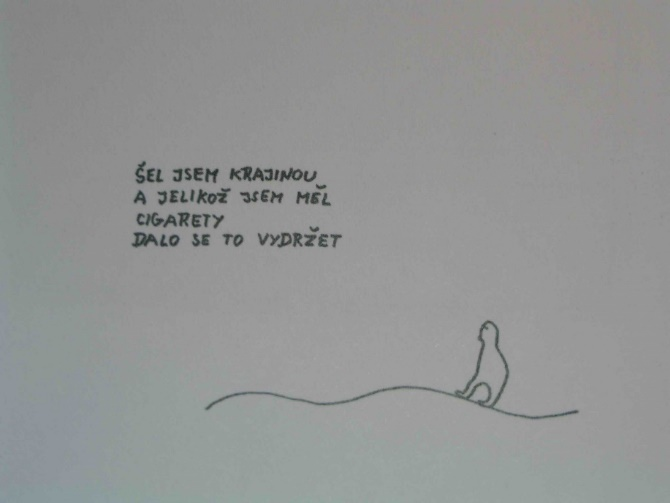 ŠEL JSEM KRAJINOU
A JELIKOŽ JSEM MĚL
CIGARETY
DALO SE TO VYDRŽET